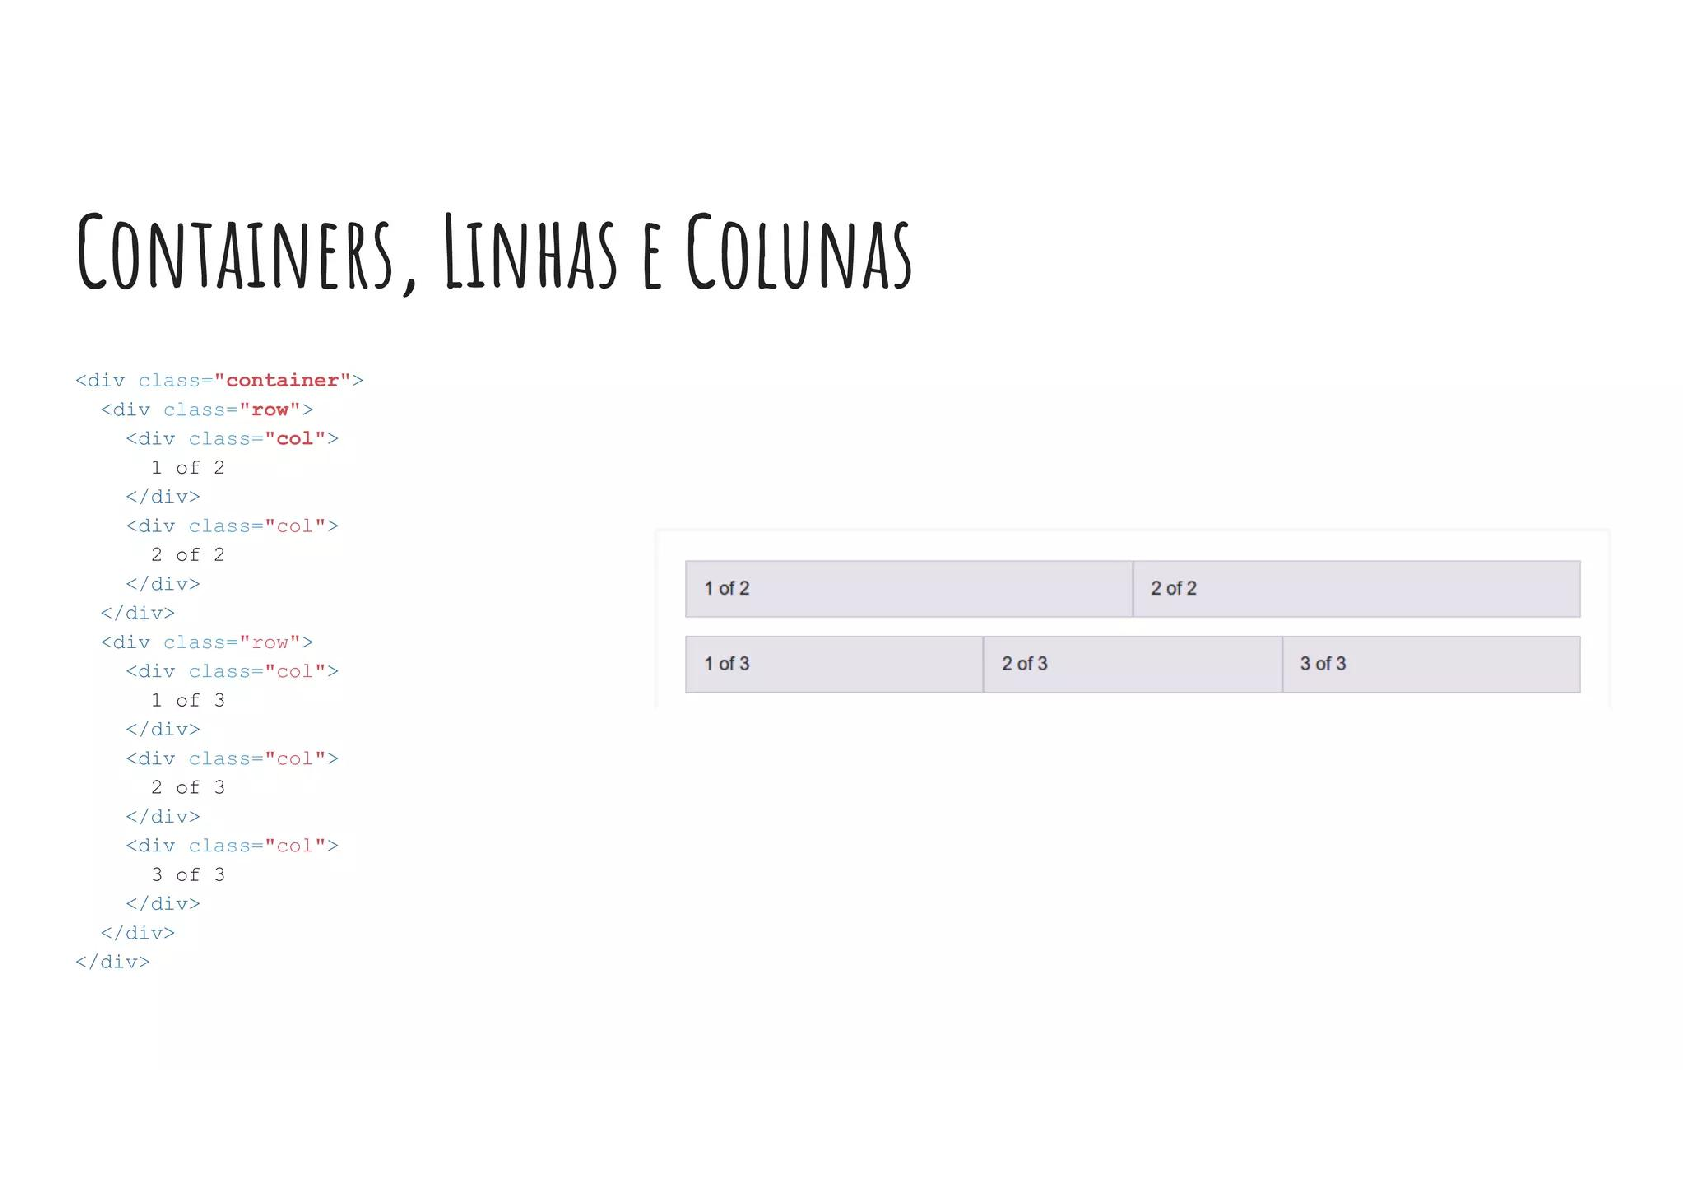 Containers, Linhas e Colunas
<div class="container">
<div class="row">
<div class="col">
1 of 2
</div>
<div class="col">
2 of 2
</div>
</div>
<div class="row">
<div class="col">
1 of 3
</div>
<div class="col">
2 of 3
</div>
<div class="col">
3 of 3
</div>
</div>
</div>
1 of 2 2 of 2
1 of 3 2 of 3 3 of 3